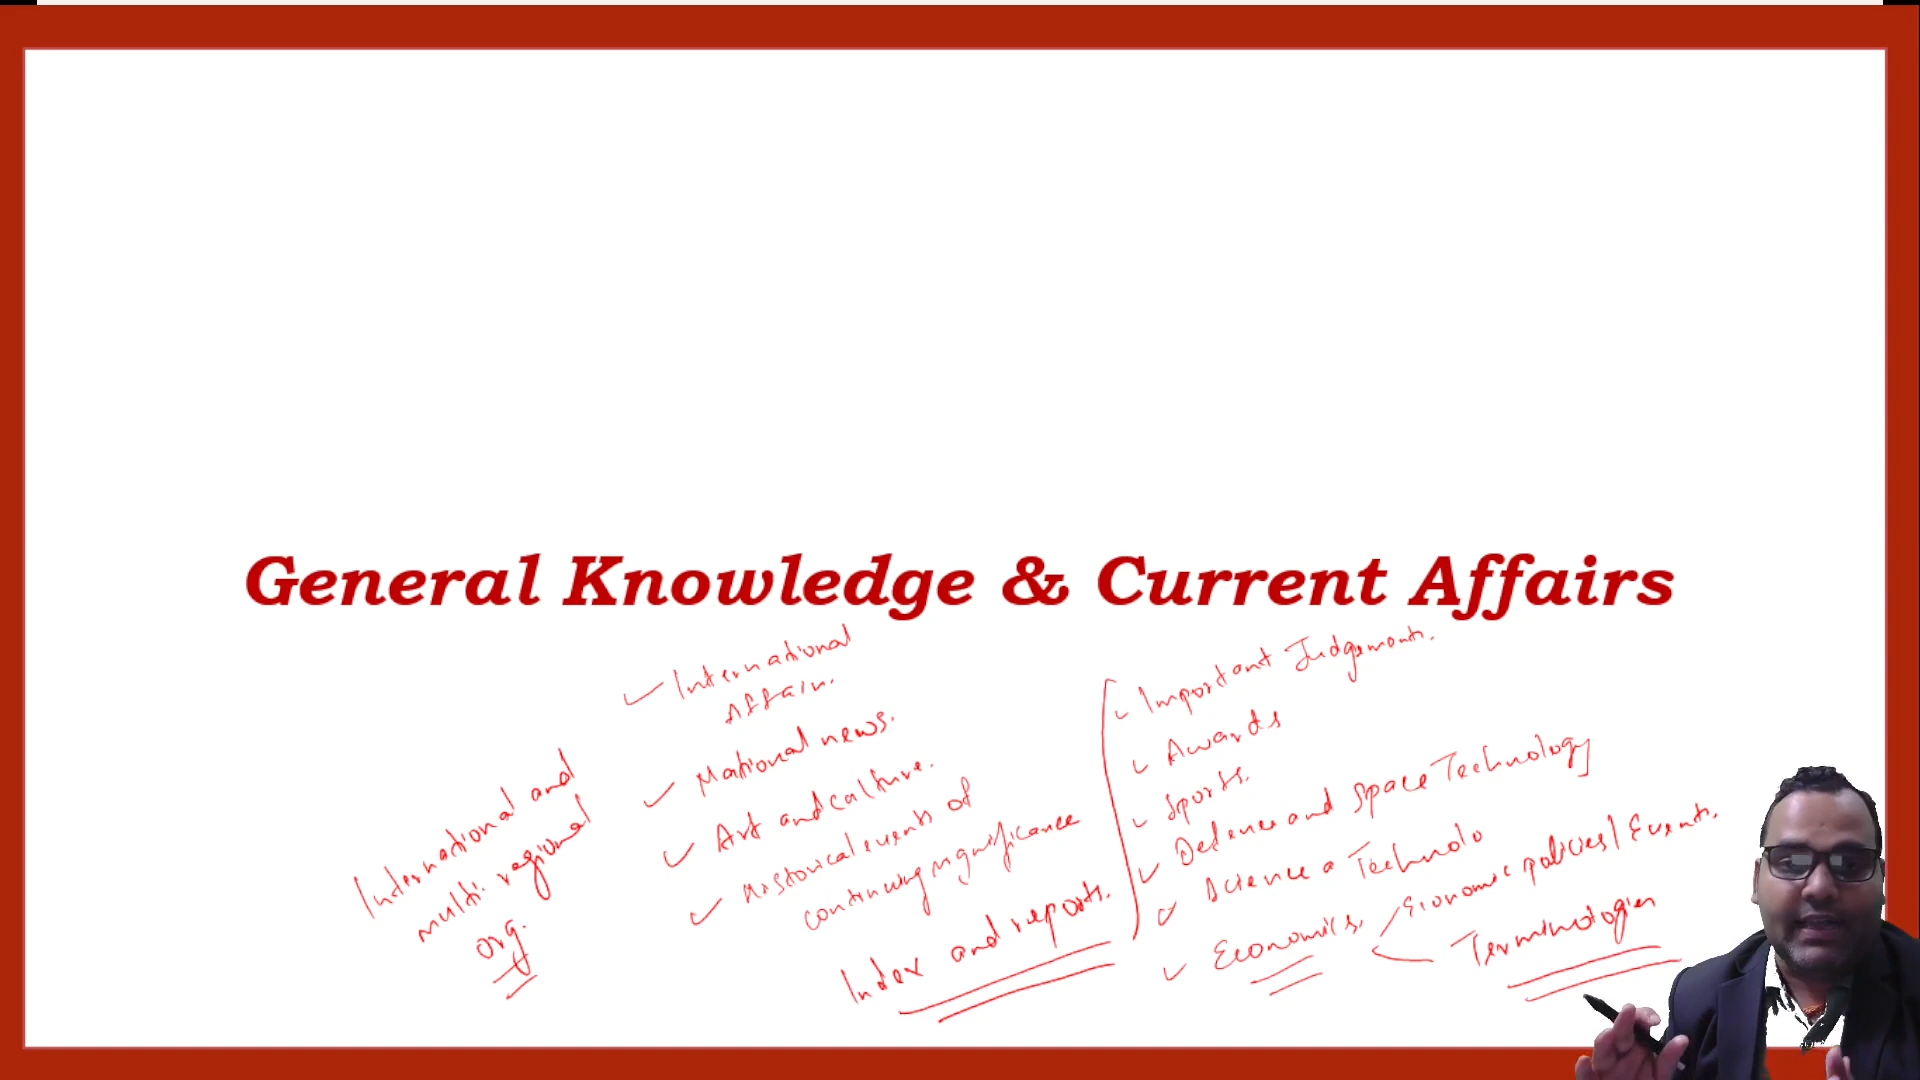 General Knowledge & Current Affairs
International
Affair.
National news.
Art and culture.
Historical events of
continuing significance
International and
multi-regional
org.
Index and reports.
Important Judgements.
Awards
Sports.
Defence and Space Technology
Science & Technolo
Economics.
Economic policies/Events.
Terminologies